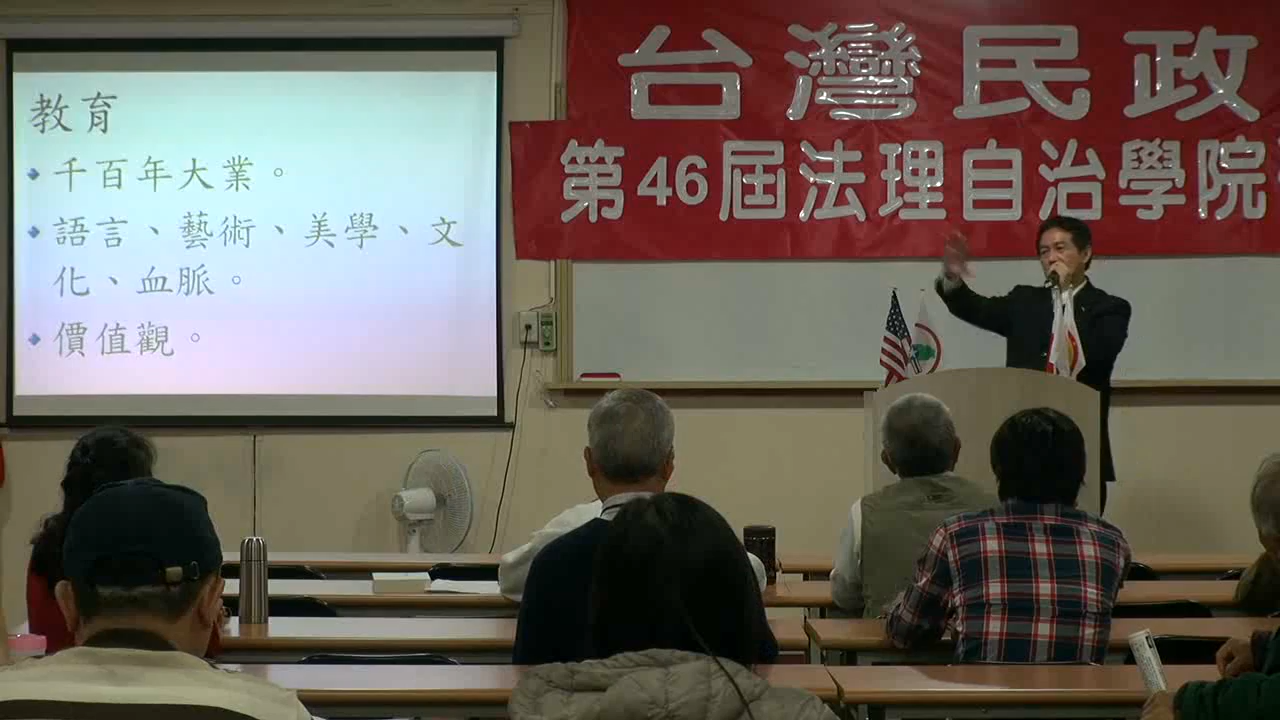 教育
千百年大業。
語言、藝術、美學、文
化、血脈。
價值觀。
台灣民政
第46屆法理自治學院